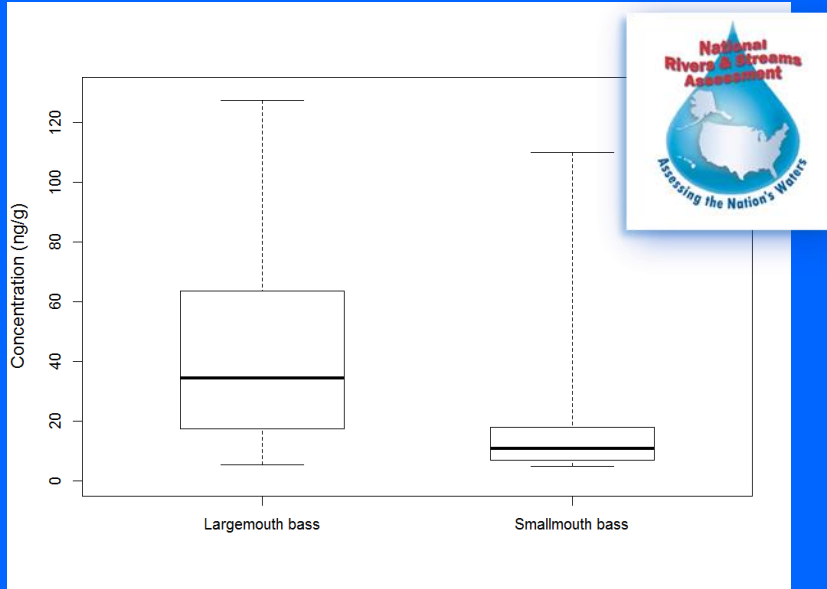 National
Rivers & Streams
Assessment
Assessing the Nation's Waters
Concentration (ng/g)
120
100
80
60
40
20
0
Largemouth bass
Smallmouth bass